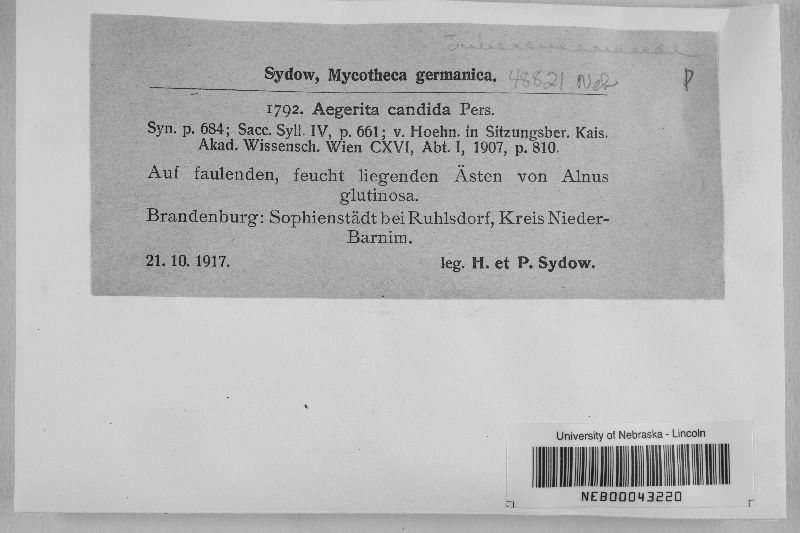 Sydow, Mycotheca germanica. 48821 Neb
P
1792. Aegerita candida Pers.
Syn. p. 684; Sacc. Syll. IV, p. 661; v. Hoehn. in Sitzungsber. Kais.
Akad. Wissensch. Wien CXVI, Abt. I, 1907, p. 810.
Auf faulenden, feucht liegenden Ästen von Alnus
glutinosa.
Brandenburg: Sophienstädt bei Ruhlsdorf, Kreis Nieder-
Barnim.
21. 10. 1917. leg. H. et P. Sydow.
University of Nebraska - Lincoln
NEB00043220